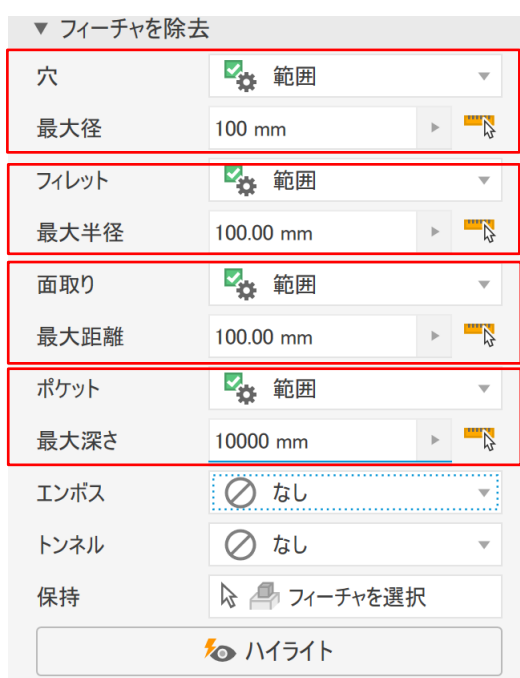 ▼ フィーチャを除去
穴 範囲
最大径 100 mm
フィレット 範囲
最大半径 100.00 mm
面取り 範囲
最大距離 100.00 mm
ポケット 範囲
最大深さ 10000 mm
エンボス なし
トンネル なし
保持 フィーチャを選択
ハイライト